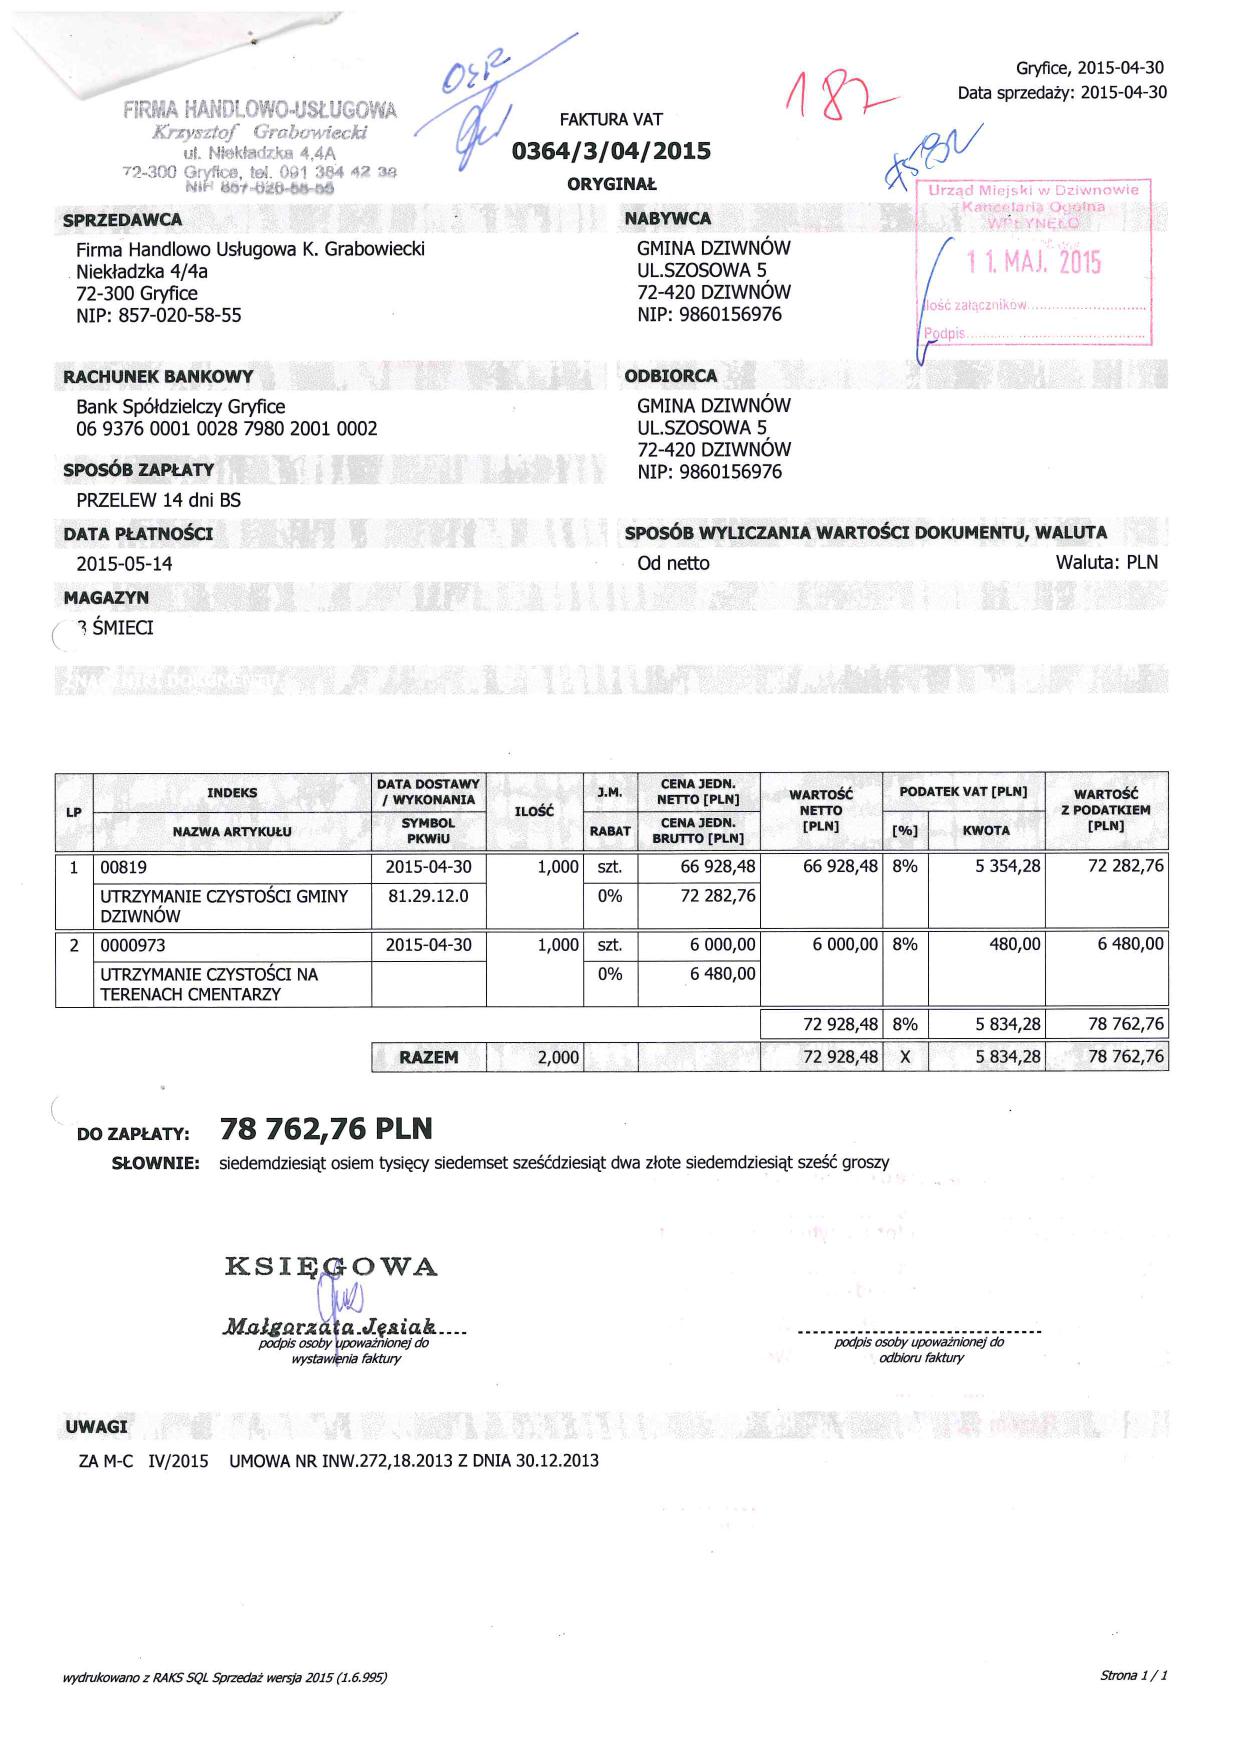 Gryfice, 2015-04-30
Data sprzedaży: 2015-04-30
187
FIRMA HANDLOWO-USŁUGOWA
Krzysztof Grabowiecki
ul. Niekładzka 4,4A
72-300 Gryfice, tel. 091 384 42 38
NIP 857-020-58-55
FAKTURA VAT
0364/3/04/2015
ORYGINAŁ
Urząd Miejski w Dziwnowie
Kancelaria Ogólna
WPŁYNĘŁO
11. MAJ. 2015
Ilość załączników
Podpis
SPRZEDAWCA
Firma Handlowo Usługowa K. Grabowiecki
Niekładzka 4/4a
72-300 Gryfice
NIP: 857-020-58-55
NABYWCA
GMINA DZIWNÓW
UL.SZOSOWA 5
72-420 DZIWNÓW
NIP: 9860156976
RACHUNEK BANKOWY
Bank Spółdzielczy Gryfice
06 9376 0001 0028 7980 2001 0002
ODBIORCA
GMINA DZIWNÓW
UL.SZOSOWA 5
72-420 DZIWNÓW
NIP: 9860156976
SPOSÓB ZAPŁATY
PRZELEW 14 dni BS
DATA PŁATNOŚCI
2015-05-14
SPOSÓB WYLICZANIA WARTOŚCI DOKUMENTU, WALUTA
Od netto Waluta: PLN
MAGAZYN
3 ŚMIECI
ZNACZNIKI DOKUMENTU
LP INDEKS DATA DOSTAWY / WYKONANIA ILOŚĆ J.M. CENA JEDN. NETTO [PLN] WARTOŚĆ NETTO [PLN] PODATEK VAT [PLN] WARTOŚĆ Z PODATKIEM [PLN]
NAZWA ARTYKUŁU SYMBOL PKWiU RABAT CENA JEDN. BRUTTO [PLN] [%] KWOTA
1 00819 2015-04-30 1,000 szt. 66 928,48 66 928,48 8% 5 354,28 72 282,76
UTRZYMANIE CZYSTOŚCI GMINY 81.29.12.0 0% 72 282,76
DZIWNÓW
2 0000973 2015-04-30 1,000 szt. 6 000,00 6 000,00 8% 480,00 6 480,00
UTRZYMANIE CZYSTOŚCI NA 0% 6 480,00
TERENACH CMENTARZY
72 928,48 8% 5 834,28 78 762,76
RAZEM 2,000 72 928,48 X 5 834,28 78 762,76
DO ZAPŁATY: 78 762,76 PLN
SŁOWNIE: siedemdziesiąt osiem tysięcy siedemset sześćdziesiąt dwa złote siedemdziesiąt sześć groszy
KSIĘGOWA
Małgorzata Jęsiak
podpis osoby upoważnionej do
wystawienia faktury
podpis osoby upoważnionej do
odbioru faktury
UWAGI
ZA M-C IV/2015 UMOWA NR INW.272,18.2013 Z DNIA 30.12.2013
wydrukowano z RAKS SQL Sprzedaż wersja 2015 (1.6.995)
Strona 1 / 1